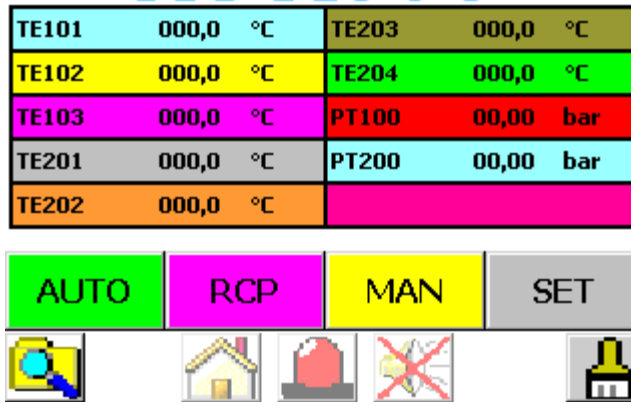 TE101 000,0 °C TE203 000,0 °C
TE102 000,0 °C TE204 000,0 °C
TE103 000,0 °C PT100 00,00 bar
TE201 000,0 °C PT200 00,00 bar
TE202 000,0 °C
AUTO RCP MAN SET